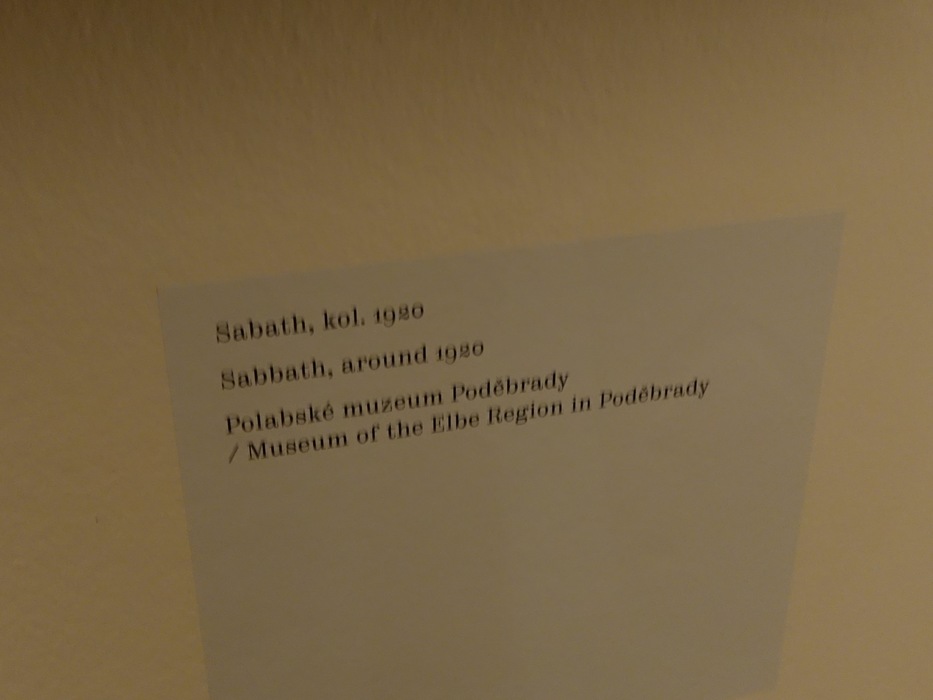 Sabath, kol. 1920
Sabbath, around 1920
Polabské muzeum Poděbrady
/ Museum of the Elbe Region in Poděbrady